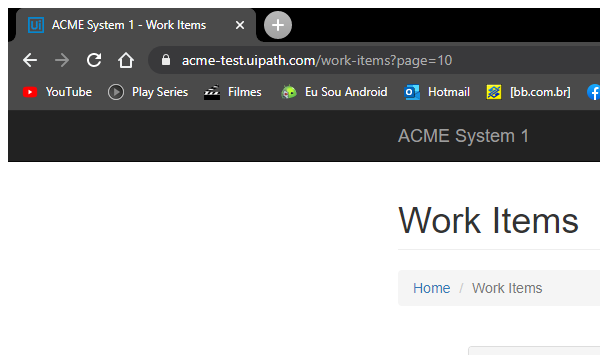 Ui ACME System 1 - Work Items
acme-test.uipath.com/work-items?page=10
YouTube Play Series Filmes Eu Sou Android Hotmail [bb.com.br]
ACME System 1
Work Items
Home / Work Items